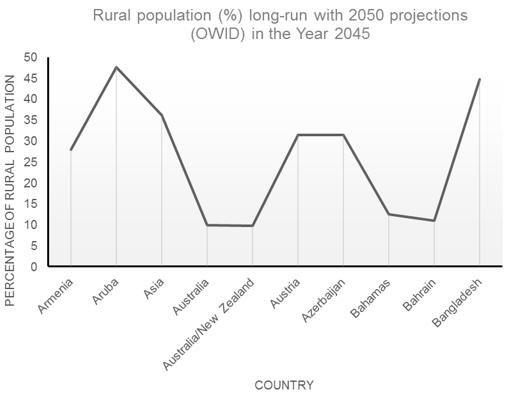 Rural population (%) long-run with 2050 projections
(OWID) in the Year 2045
PERCENTAGE OF RURAL POPULATION
50
45
40
35
30
25
20
15
10
5
0
Armenia
Aruba
Asia
Australia
Australia/New Zealand
Austria
Azerbaijan
Bahamas
Bahrain
Bangladesh
COUNTRY